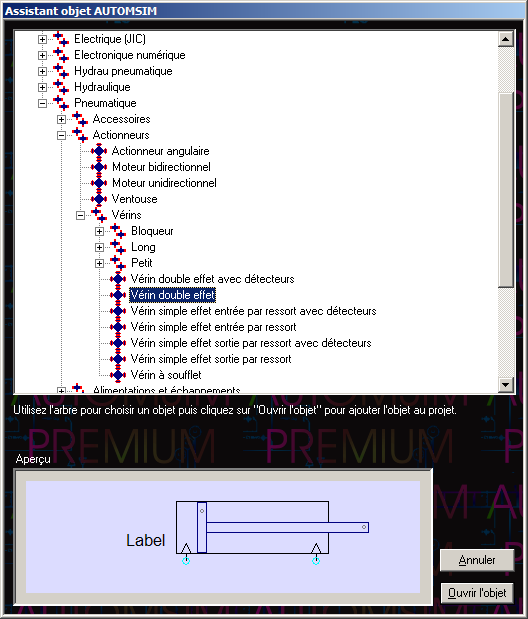 Assistant objet AUTOMSIM
Electrique (JIC)
Electronique numérique
Hydrau pneumatique
Hydraulique
Pneumatique
Accessoires
Actionneurs
Actionneur angulaire
Moteur bidirectionnel
Moteur unidirectionnel
Ventouse
Vérins
Bloqueur
Long
Petit
Vérin double effet avec détecteurs
Vérin double effet
Vérin simple effet entrée par ressort avec détecteurs
Vérin simple effet entrée par ressort
Vérin simple effet sortie par ressort avec détecteurs
Vérin simple effet sortie par ressort
Vérin à soufflet
Alimentations et échappements
Utilisez l'arbre pour choisir un objet puis cliquez sur "Ouvrir l'objet" pour ajouter l'objet au projet.
PREMIUM PREMIUM
Aperçu
Label
Annuler
Ouvrir l'objet